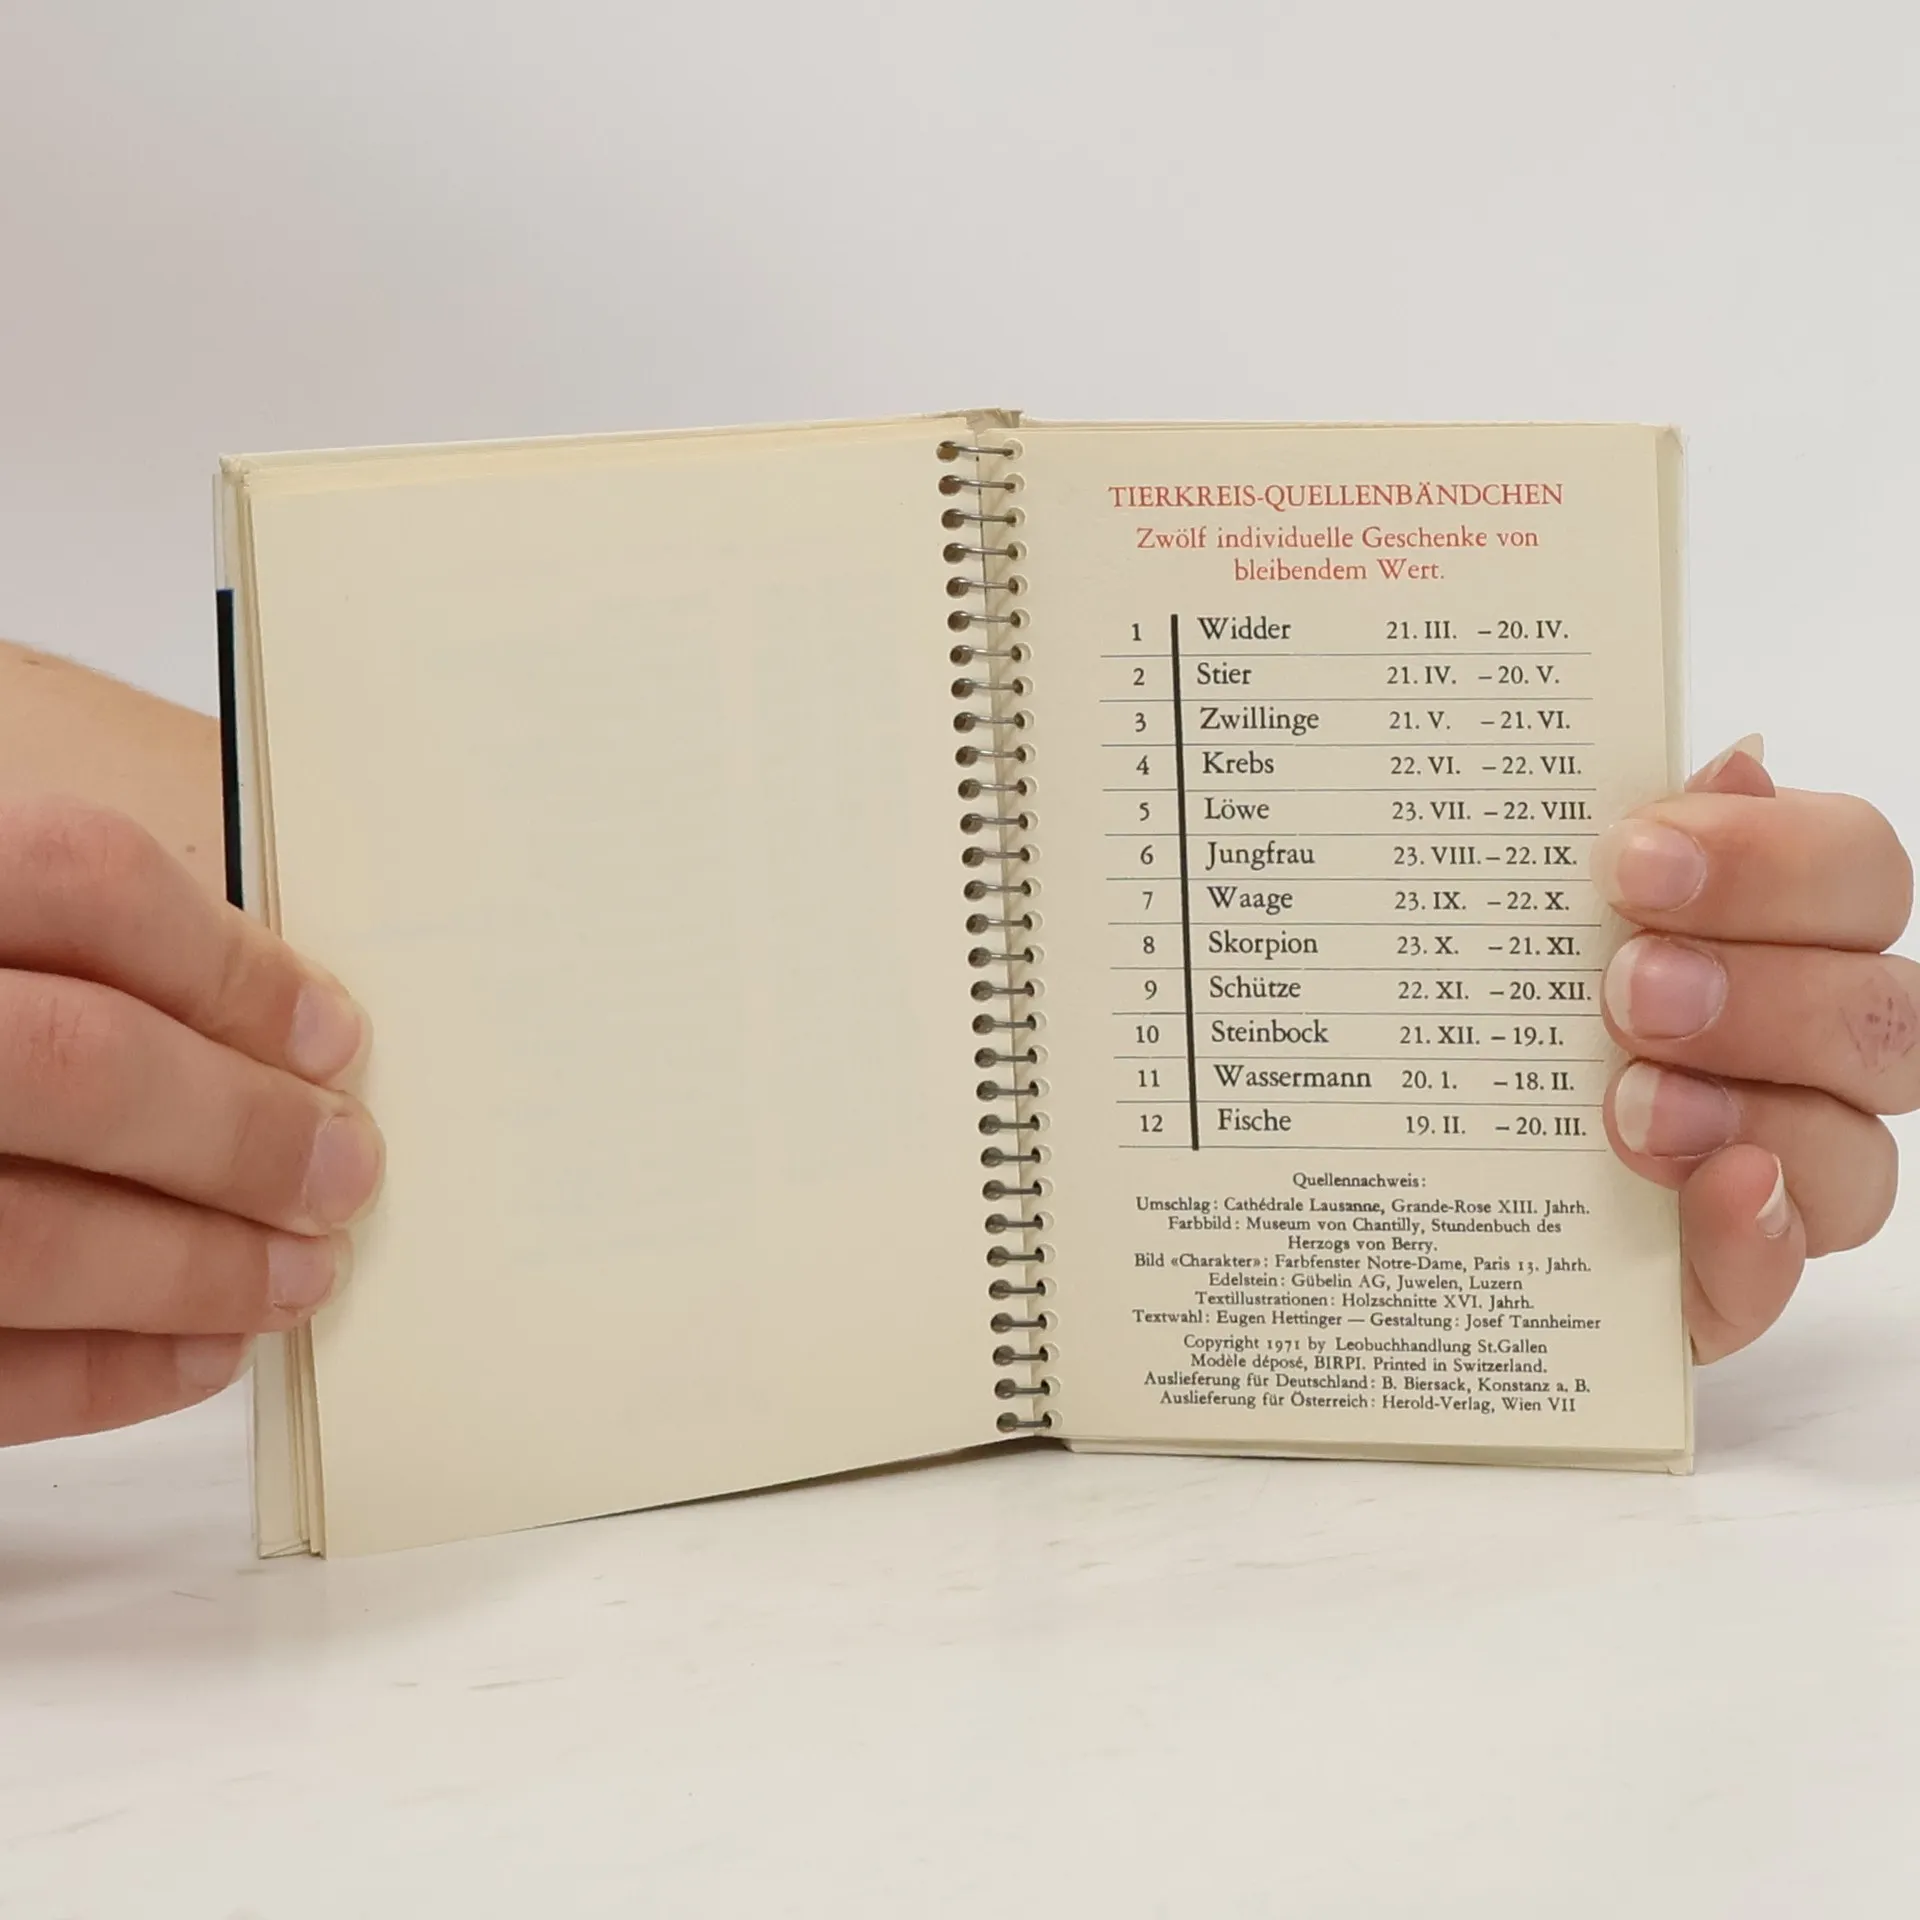 TIERKREIS-QUELLENBÄNDCHEN
Zwölf individuelle Geschenke von
bleibendem Wert.
1 Widder 21. III. – 20. IV.
2 Stier 21. IV. – 20. V.
3 Zwillinge 21. V. – 21. VI.
4 Krebs 22. VI. – 22. VII.
5 Löwe 23. VII. – 22. VIII.
6 Jungfrau 23. VIII. – 22. IX.
7 Waage 23. IX. – 22. X.
8 Skorpion 23. X. – 21. XI.
9 Schütze 22. XI. – 20. XII.
10 Steinbock 21. XII. – 19. I.
11 Wassermann 20. 1. – 18. II.
12 Fische 19. II. – 20. III.
Quellennachweis:
Umschlag: Cathédrale Lausanne, Grande-Rose XIII. Jahrh.
Farbbild: Museum von Chantilly, Stundenbuch des
Herzogs von Berry.
Bild «Charakter»: Farbfenster Notre-Dame, Paris 13. Jahrh.
Edelstein: Gübelin AG, Juwelen, Luzern
Textillustrationen: Holzschnitte XVI. Jahrh.
Textwahl: Eugen Hettinger — Gestaltung: Josef Tannheimer
Copyright 1971 by Leobuchhandlung St.Gallen
Modèle déposé, BIRPI. Printed in Switzerland.
Auslieferung für Deutschland: B. Biersack, Konstanz a. B.
Auslieferung für Österreich: Herold-Verlag, Wien VII